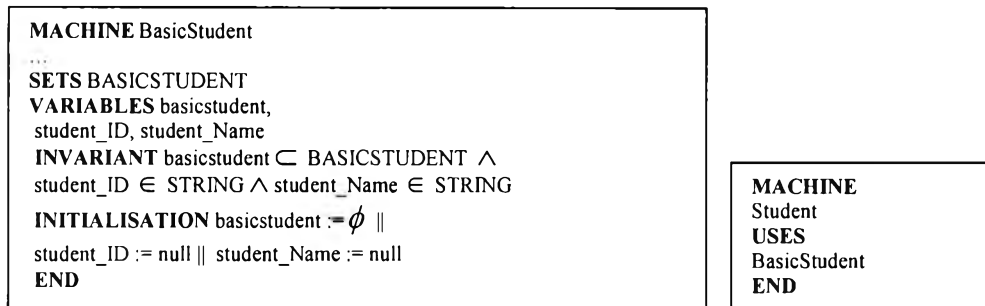 MACHINE BasicStudent
...
SETS BASICSTUDENT
VARIABLES basicstudent,
student_ID, student_Name
INVARIANT basicstudent ⊂ BASICSTUDENT ∧
student_ID ∈ STRING ∧ student_Name ∈ STRING
INITIALISATION basicstudent := ϕ ||
student_ID := null || student_Name := null
END
MACHINE
Student
USES
BasicStudent
END